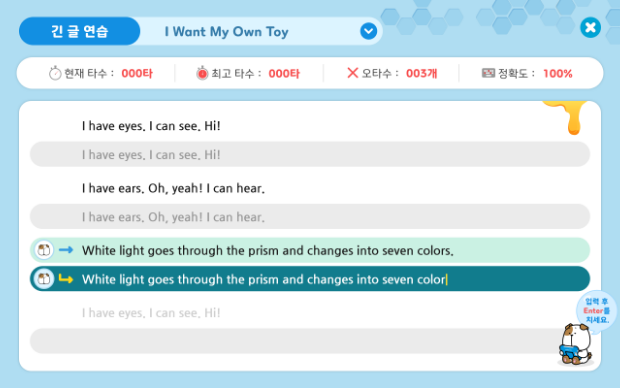 긴 글 연습
I Want My Own Toy
현재 타수 : 000타
최고 타수 : 000타
오타수 : 003개
정확도 : 100%
I have eyes. I can see. Hi!
I have eyes. I can see. Hi!
I have ears. Oh, yeah! I can hear.
I have ears. Oh, yeah! I can hear.
White light goes through the prism and changes into seven colors.
White light goes through the prism and changes into seven color
I have eyes. I can see. Hi!
입력 후
Enter를
치세요.